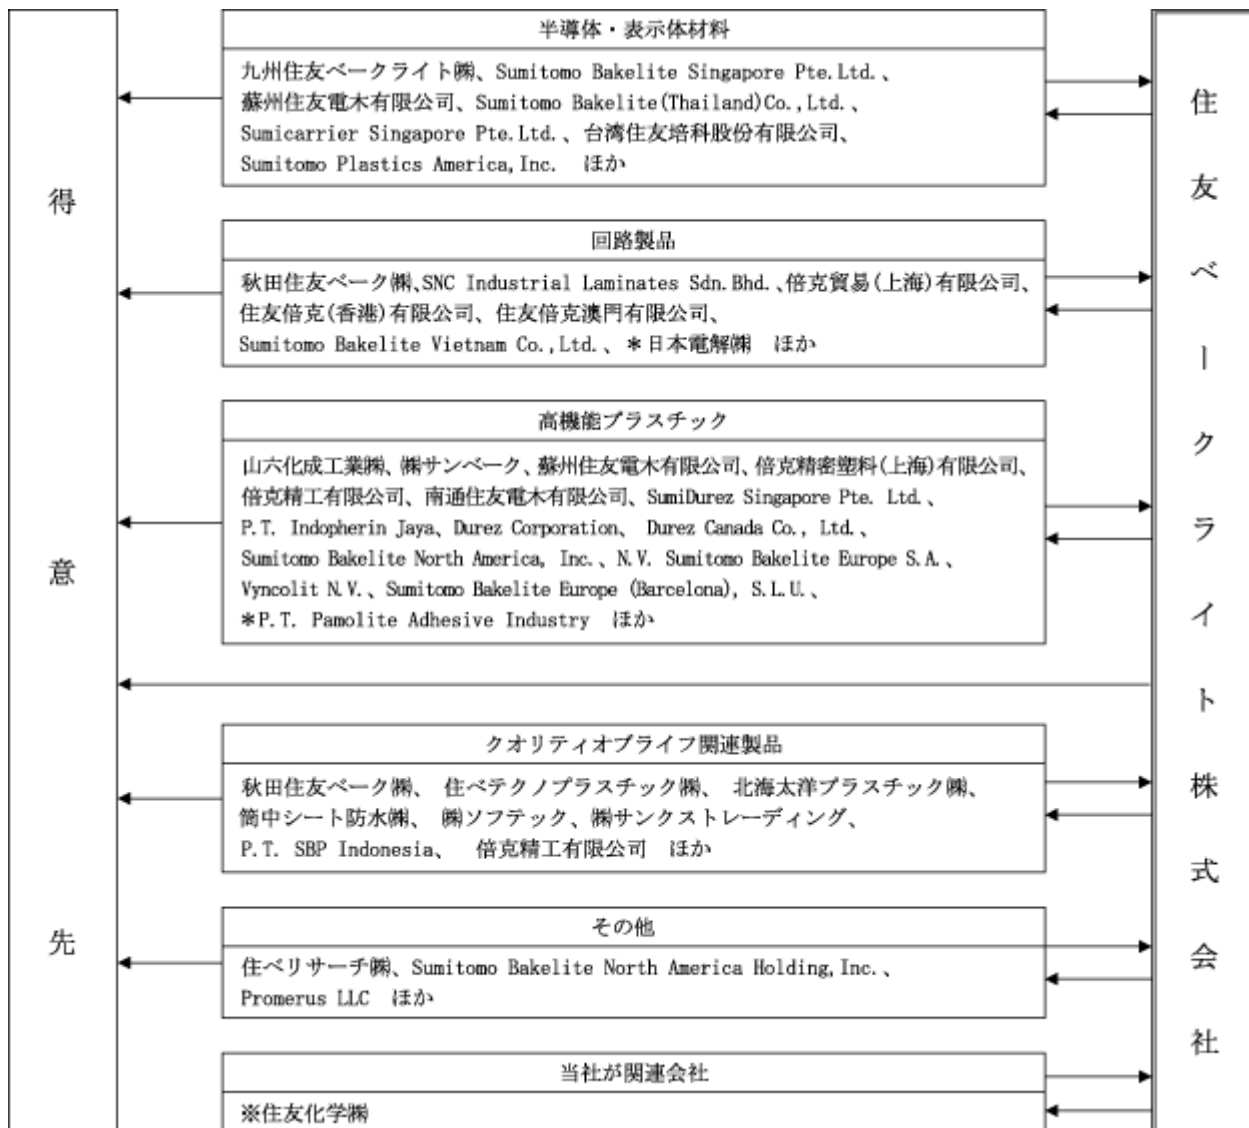 得意先
半導体・表示体材料
九州住友ベークライト㈱、Sumitomo Bakelite Singapore Pte.Ltd.、
蘇州住友電木有限公司、Sumitomo Bakelite(Thailand)Co.,Ltd.、
Sumicarrier Singapore Pte.Ltd.、台湾住友培科股份有限公司、
Sumitomo Plastics America,Inc. ほか
回路製品
秋田住友ベーク㈱、SNC Industrial Laminates Sdn.Bhd.、倍克貿易(上海)有限公司、
住友倍克(香港)有限公司、住友倍克澳門有限公司、
Sumitomo Bakelite Vietnam Co.,Ltd.、＊日本電解㈱ ほか
高機能プラスチック
山六化成工業㈱、㈱サンベーク、蘇州住友電木有限公司、倍克精密塑料(上海)有限公司、
倍克精工有限公司、南通住友電木有限公司、SumiDurez Singapore Pte. Ltd.、
P.T. Indopherin Jaya、Durez Corporation、 Durez Canada Co., Ltd.、
Sumitomo Bakelite North America, Inc.、N.V. Sumitomo Bakelite Europe S.A.、
Vyncolit N.V.、Sumitomo Bakelite Europe (Barcelona), S.L.U.、
＊P.T. Pamolite Adhesive Industry ほか
クオリティオブライフ関連製品
秋田住友ベーク㈱、 住ベテクノプラスチック㈱、 北海太洋プラスチック㈱、
筒中シート防水㈱、 ㈱ソフテック、㈱サンクストレーディング、
P.T. SBP Indonesia、 倍克精工有限公司 ほか
その他
住ベリサーチ㈱、Sumitomo Bakelite North America Holding,Inc.、
Promerus LLC ほか
当社が関連会社
※住友化学㈱
住友ベークライト株式会社